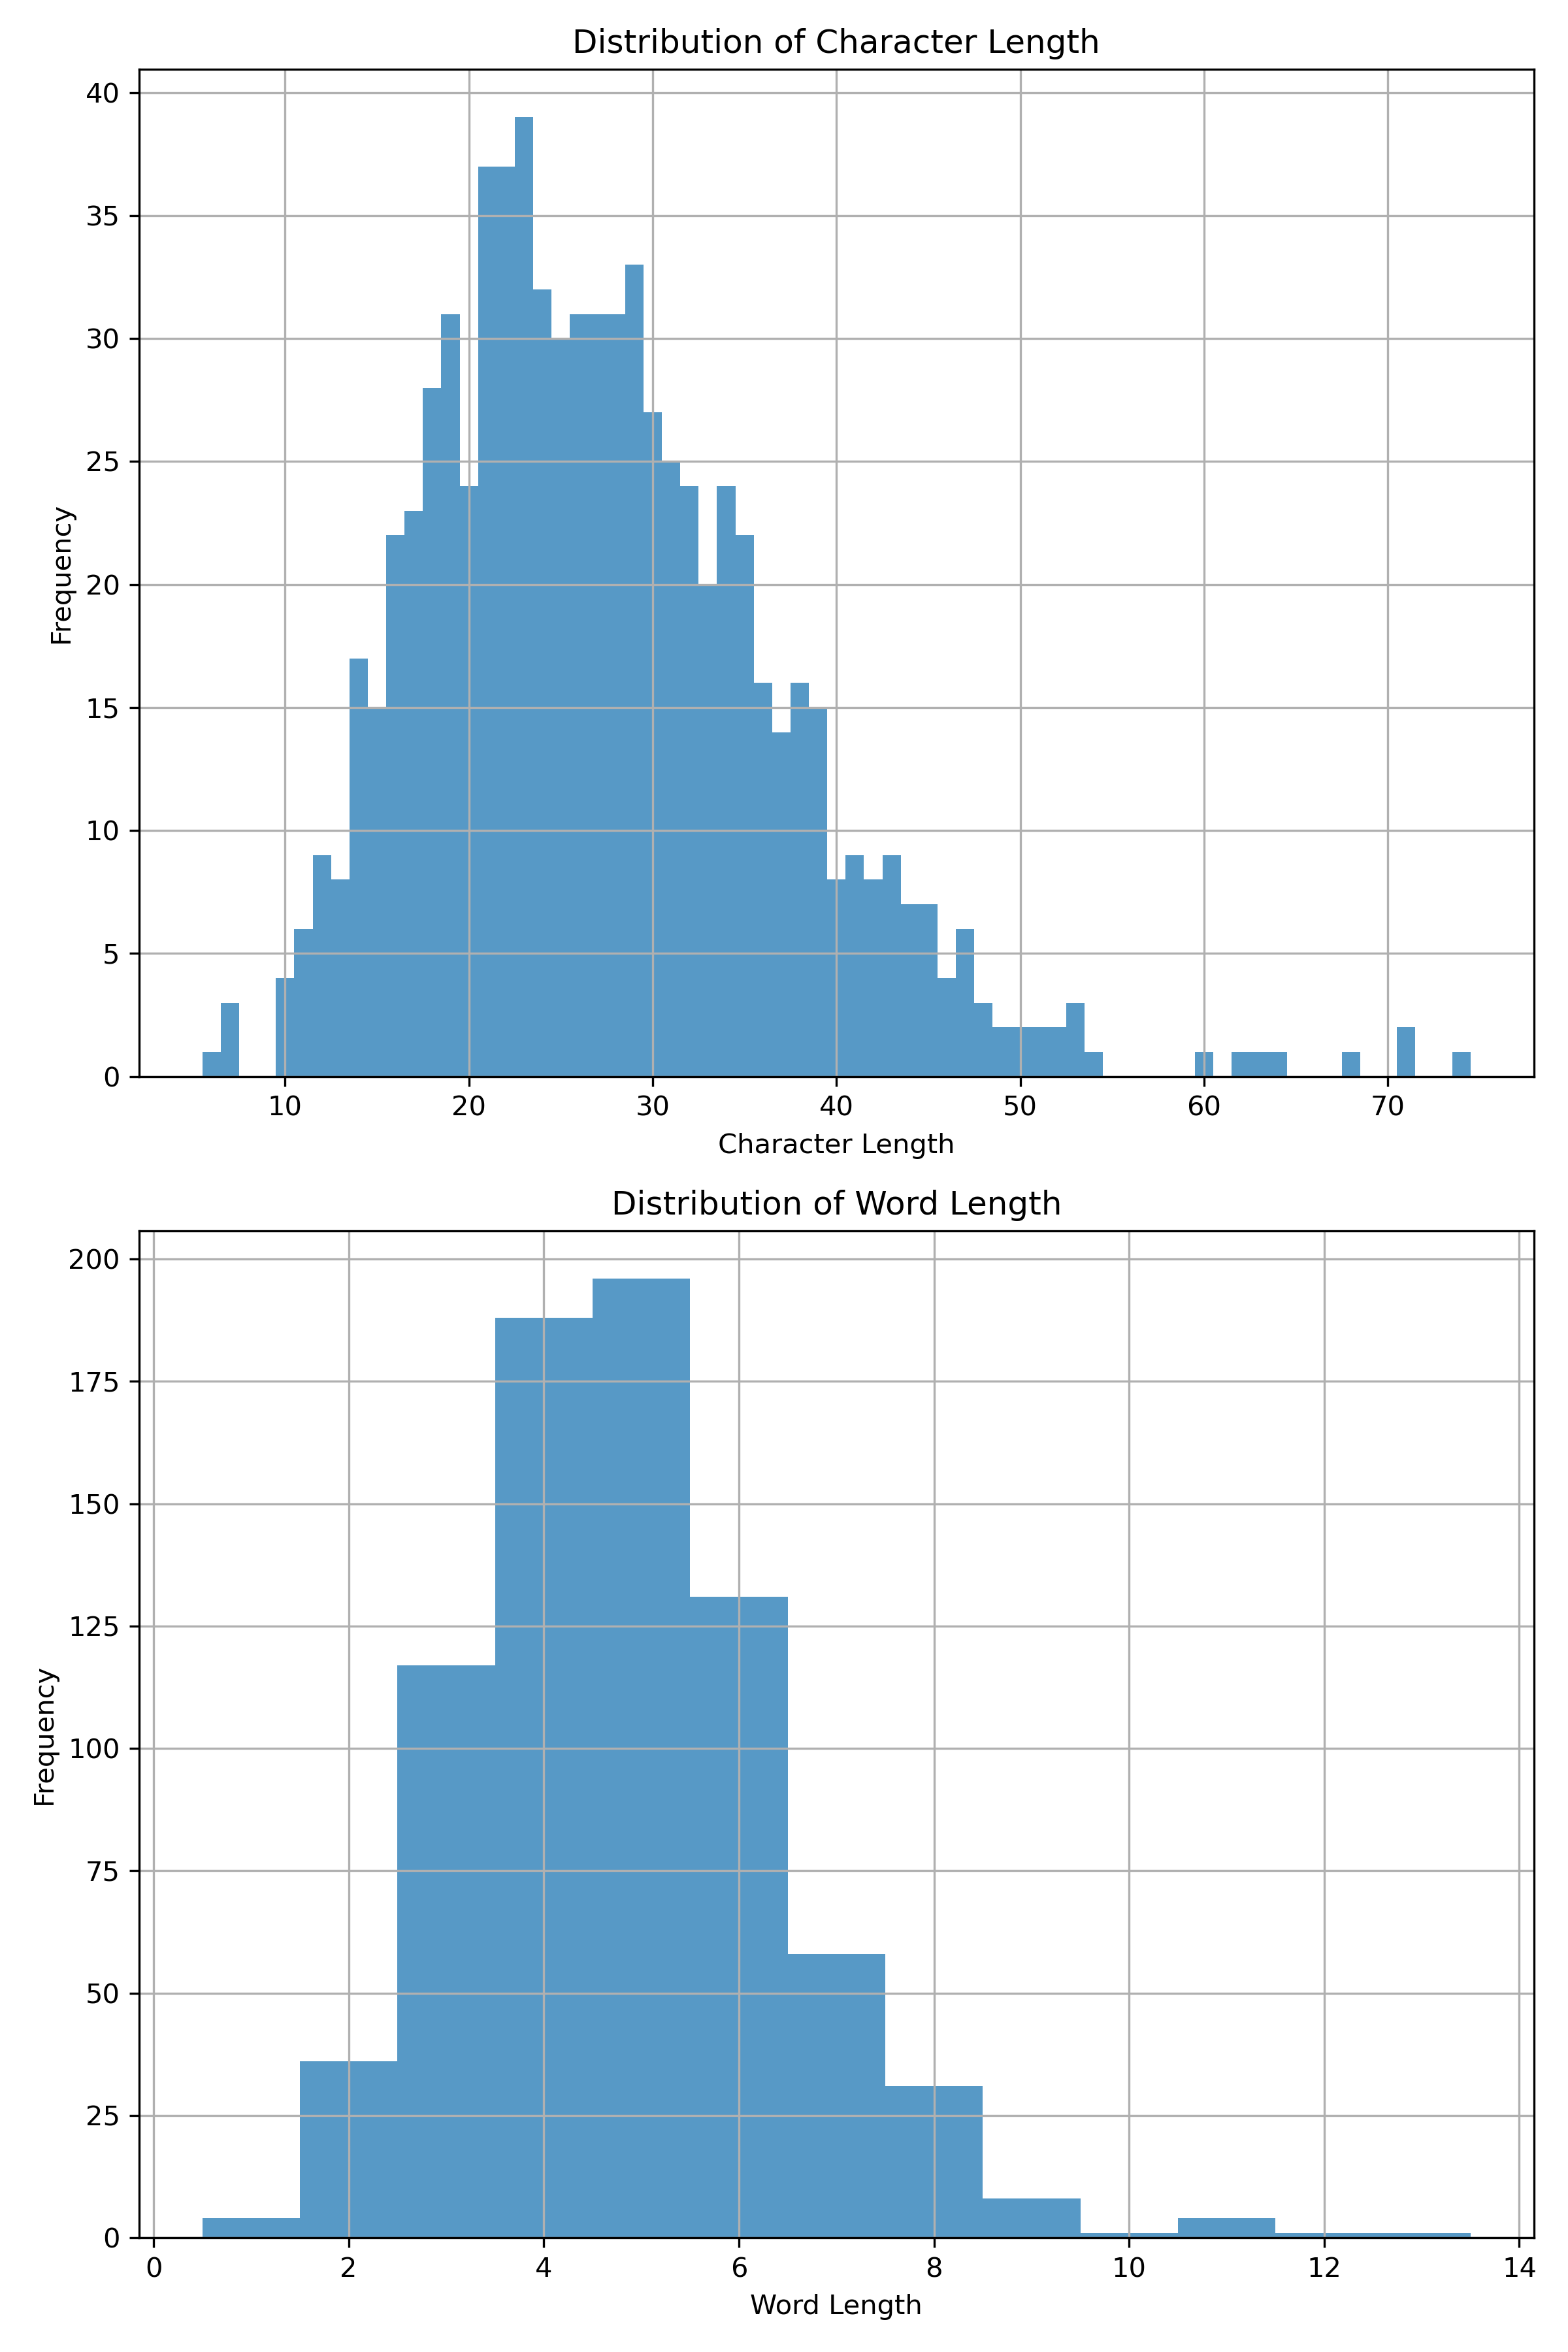 Distribution of Character Length
40
35
30
25
20
15
10
5
0
Frequency
10 20 30 40 50 60 70
Character Length
Distribution of Word Length
200
175
150
125
100
75
50
25
0
Frequency
0 2 4 6 8 10 12 14
Word Length